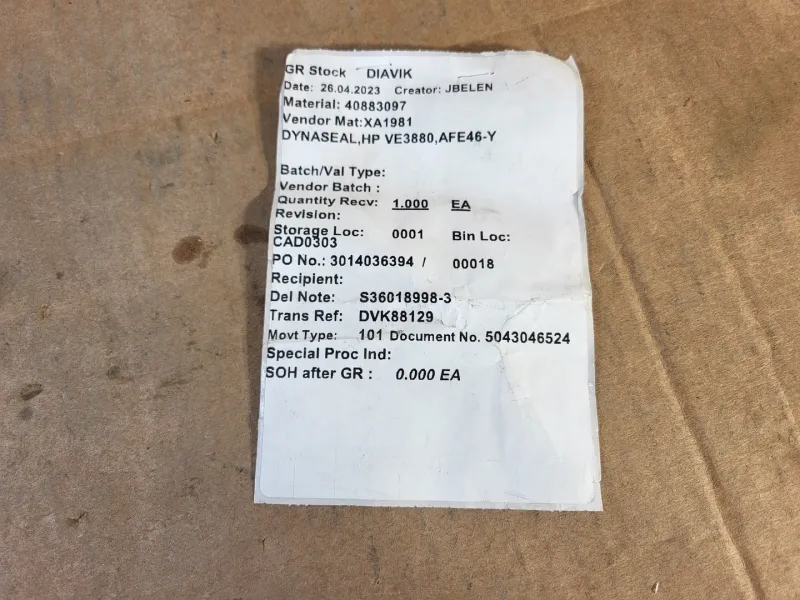 GR Stock DIAVIK
Date: 26.04.2023 Creator: JBELEN
Material: 40883097
Vendor Mat:XA1981
DYNASEAL,HP VE3880,AFE46-Y
Batch/Val Type:
Vendor Batch :
Quantity Recv: 1.000 EA
Revision:
Storage Loc: 0001 Bin Loc:
CAD0303
PO No.: 3014036394 / 00018
Recipient:
Del Note: S36018998-3
Trans Ref: DVK88129
Movt Type: 101 Document No. 5043046524
Special Proc Ind:
SOH after GR : 0.000 EA